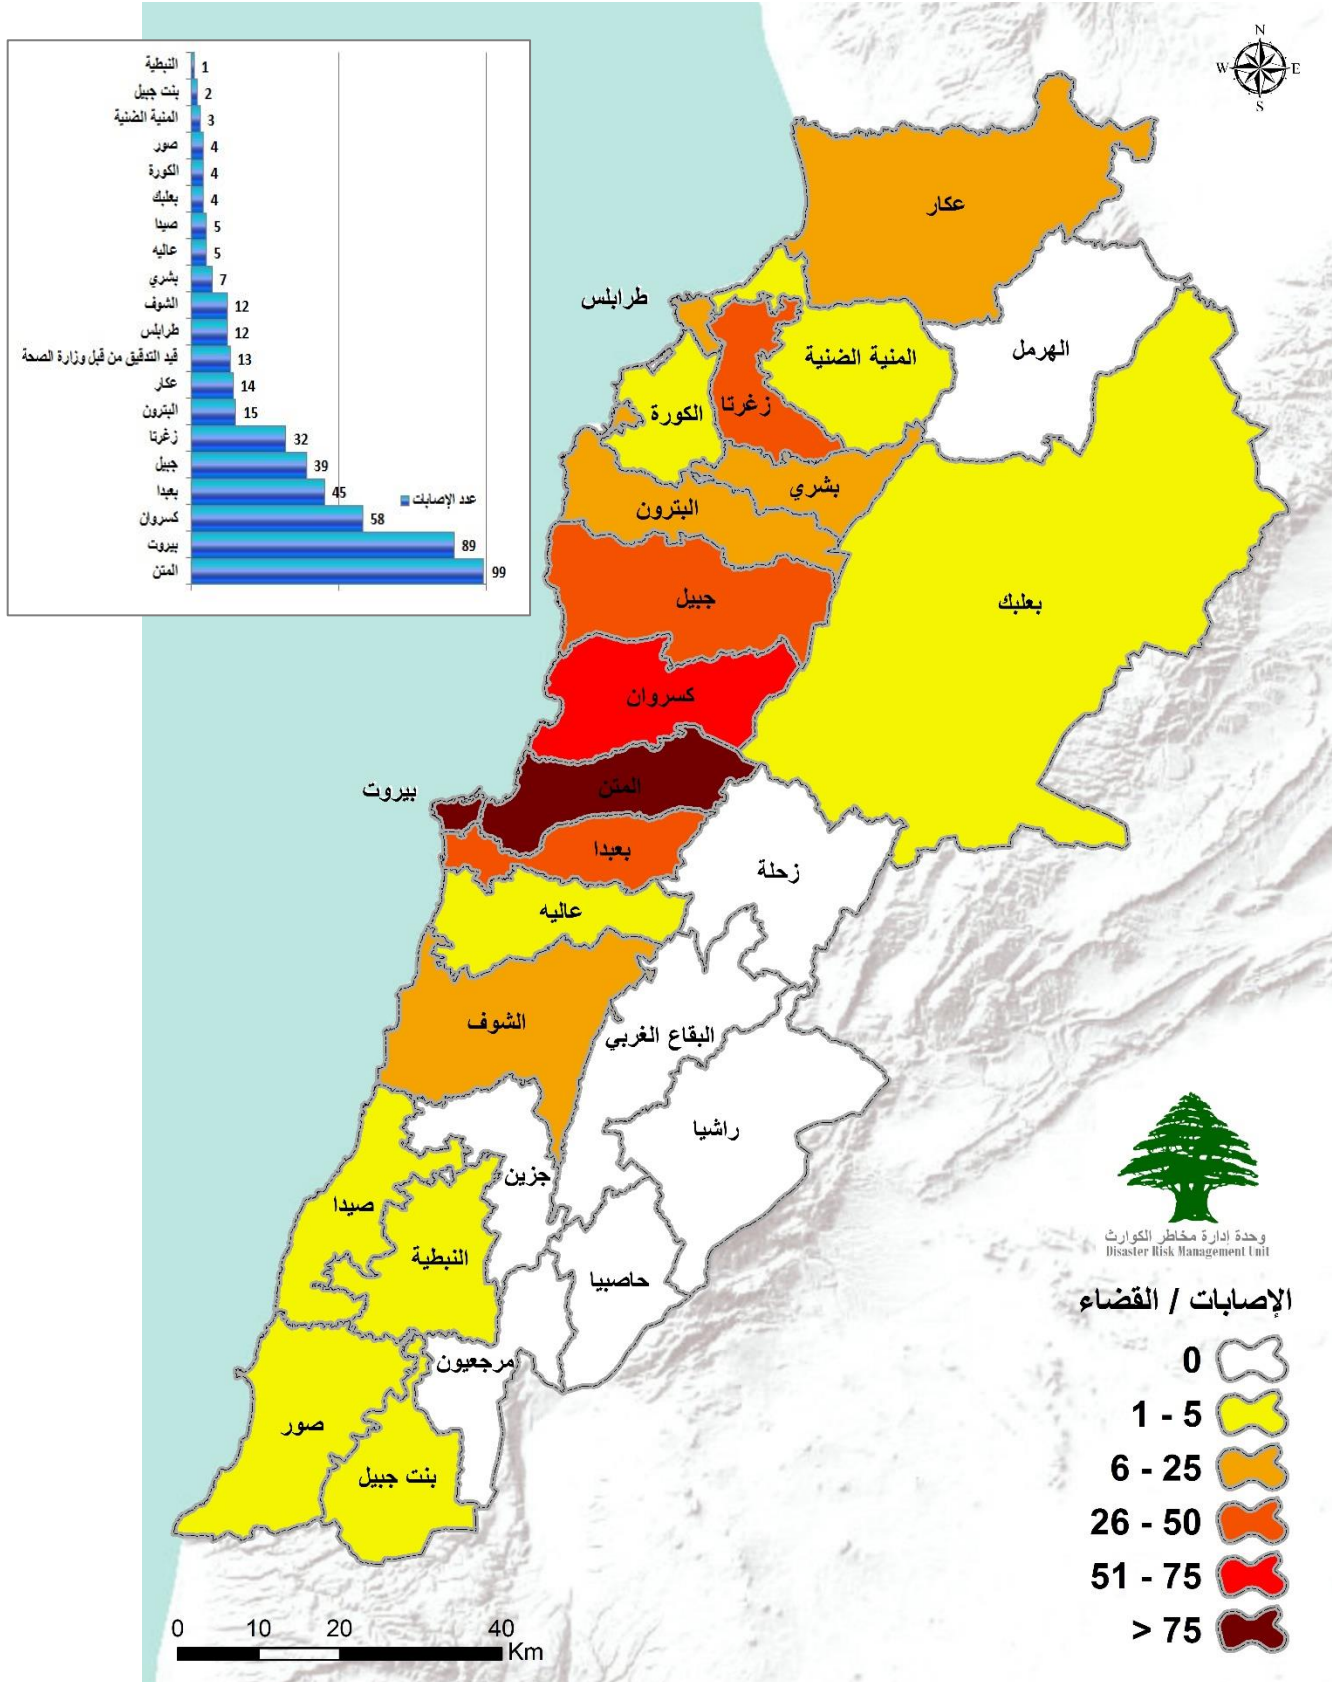 النبطية 1
بنت جبيل 2
المنية الضنية 3
صور 4
الكورة 4
بعلبك 4
صيدا 5
عاليه 5
بشري 7
الشوف 12
طرابلس 12
قيد التدقيق من قبل وزارة الصحة 13
عكار 14
البترون 15
زغرتا 32
جبيل 39
بعبدا 45
كسروان 58
بيروت 89
المتن 99
عدد الإصابات
N
W E
S
عكار
طرابلس
الهرمل
المنية الضنية
زغرتا
الكورة
بشري
البترون
جبيل
بعلبك
كسروان
المتن
بيروت
بعبدا
زحلة
عاليه
الشوف
البقاع الغربي
راشيا
جزين
صيدا
النبطية
حاصبيا
مرجعيون
صور
بنت جبيل
وحدة إدارة مخاطر الكوارث
Disaster Risk Management Unit
الإصابات / القضاء
0
1 - 5
6 - 25
26 - 50
51 - 75
> 75
0 10 20 40
Km